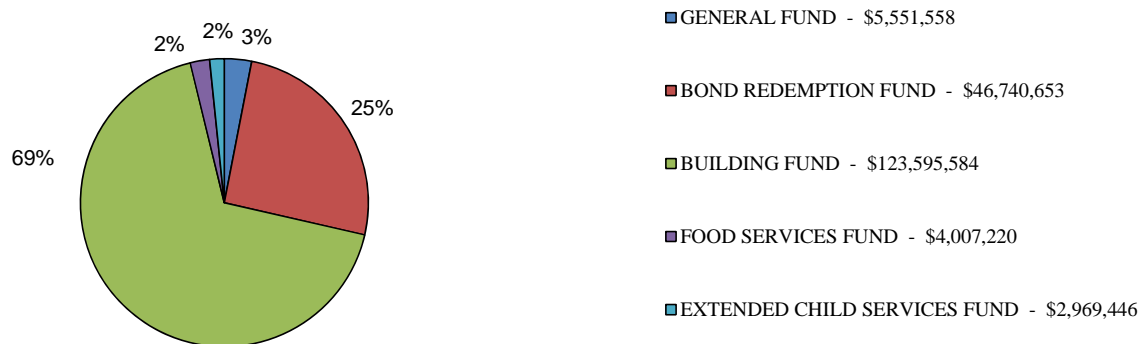 2%
2%
3%
25%
69%
GENERAL FUND - $5,551,558
BOND REDEMPTION FUND - $46,740,653
BUILDING FUND - $123,595,584
FOOD SERVICES FUND - $4,007,220
EXTENDED CHILD SERVICES FUND - $2,969,446